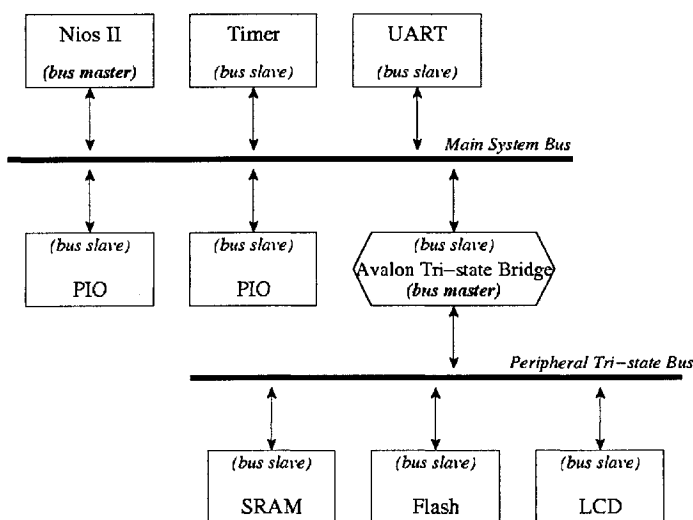 Nios II Timer UART
(bus master) (bus slave) (bus slave)
Main System Bus
(bus slave) (bus slave) (bus slave)
PIO PIO Avalon Tri-state Bridge
(bus master)
Peripheral Tri-state Bus
(bus slave) (bus slave) (bus slave)
SRAM Flash LCD